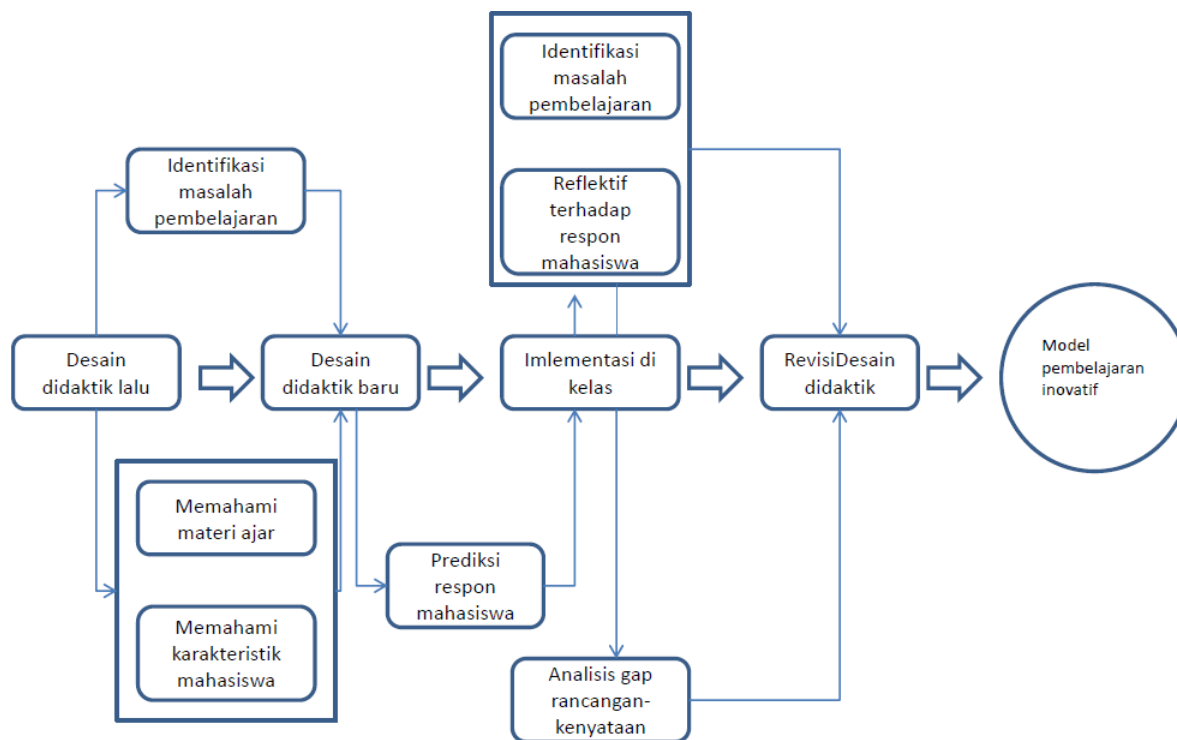 Identifikasi
masalah
pembelajaran
Reflektif
terhadap
respon
mahasiswa
Identifikasi
masalah
pembelajaran
Desain
didaktik lalu
Desain
didaktik baru
Imlementasi di
kelas
RevisiDesain
didaktik
Model
pembelajaran
inovatif
Memahami
materi ajar
Memahami
karakteristik
mahasiswa
Prediksi
respon
mahasiswa
Analisis gap
rancangan-
kenyataan